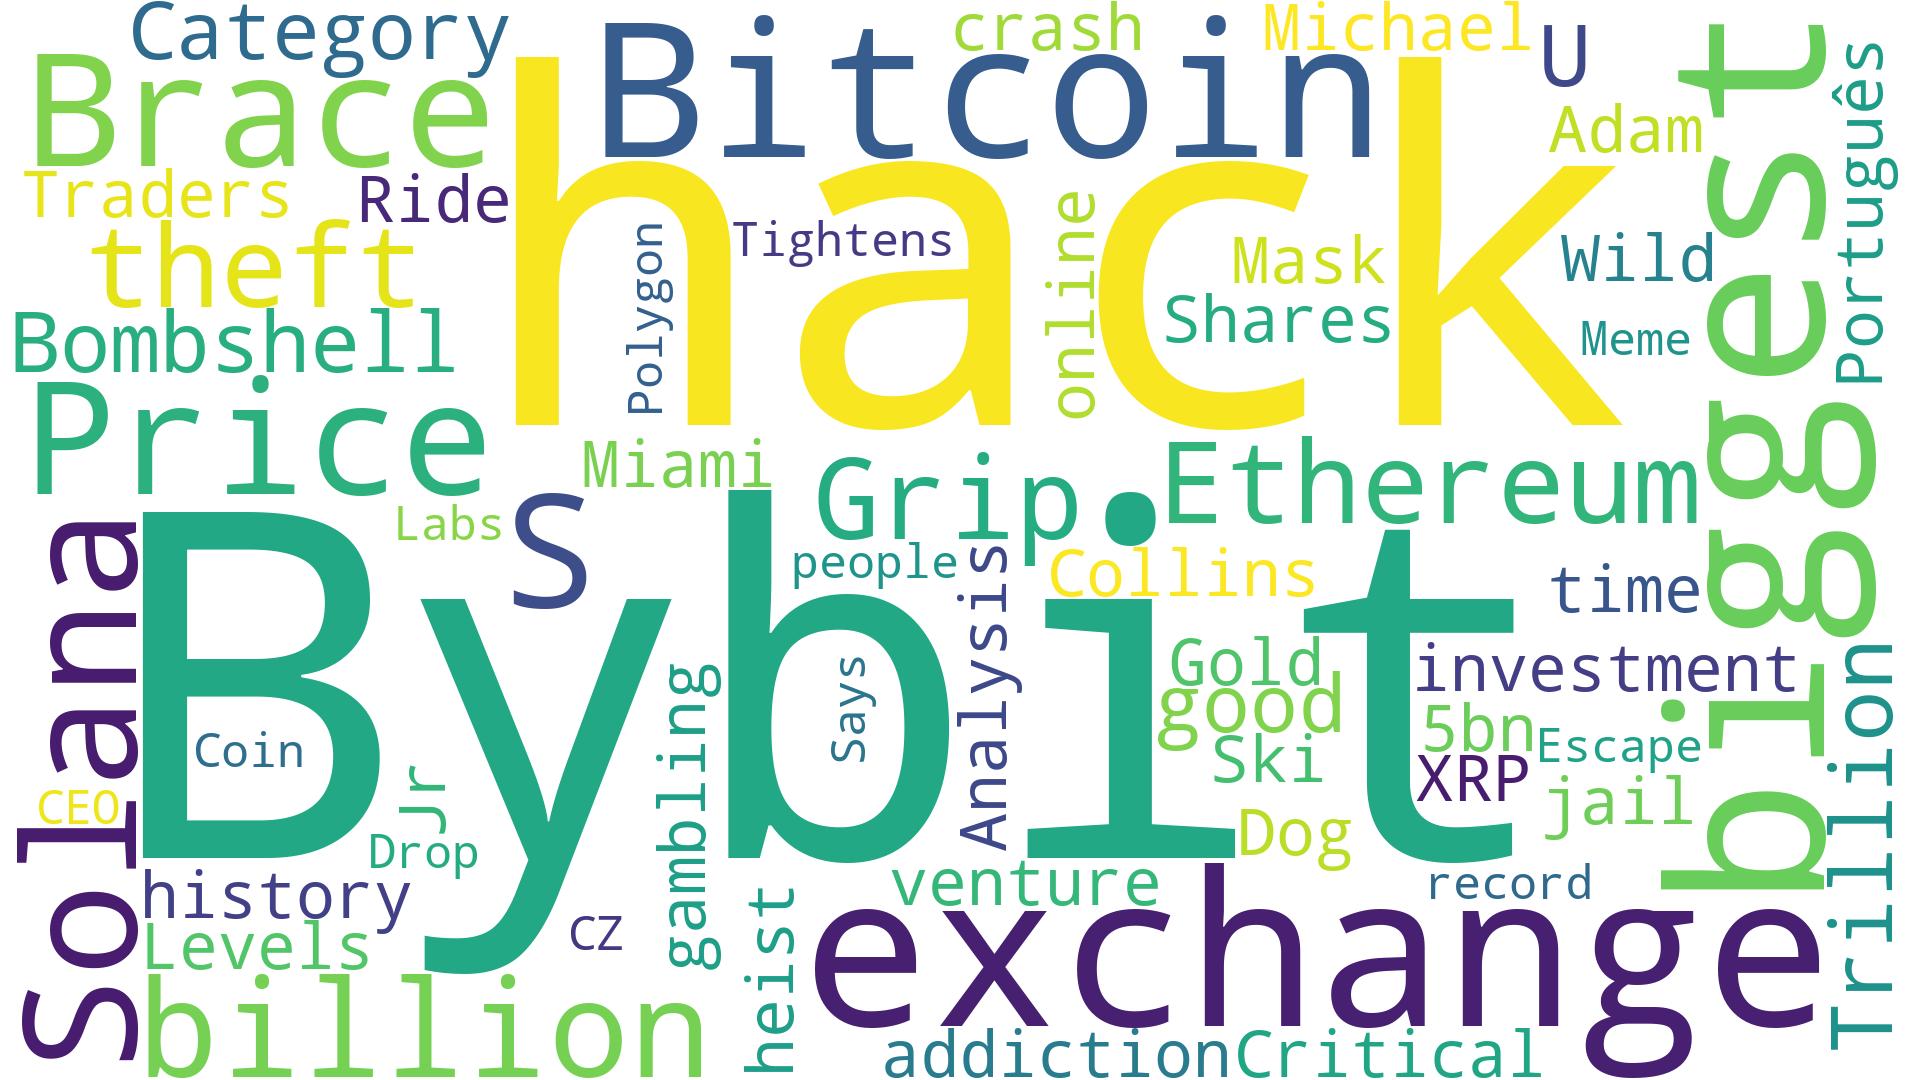 Category
Bitcoin
crash
Michael
U
Brace
hack
Adam
biggest
Português
Traders
Ride
theft
Polygon
Tightens
online
Mask
Wild
Shares
Meme
Bombshell
Price
Miami
Grip
Ethereum
Labs
S
people
Analysis
Collins
time
Solana
Bybit
Says
Gold
investment
good
5bn
Escape
Ski
XRP
jail
Trillion
Coin
CEO
Jr
gambling
Dog
Drop
history
CZ
venture
record
Levels
heist
exchange
billion
addiction
Critical